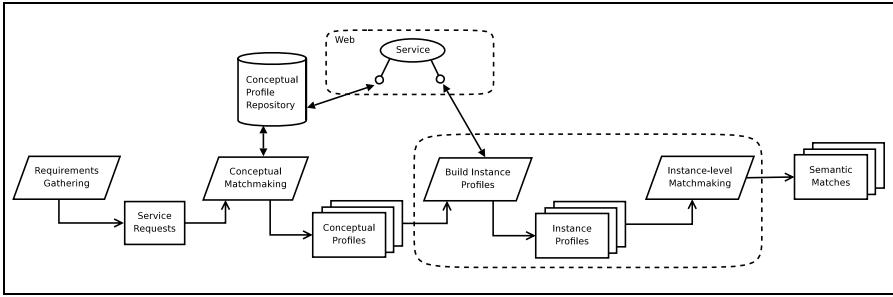 Web
Service
Conceptual
Profile
Repository
Requirements
Gathering
Conceptual
Matchmaking
Build Instance
Profiles
Instance-level
Matchmaking
Semantic
Matches
Service
Requests
Conceptual
Profiles
Instance
Profiles